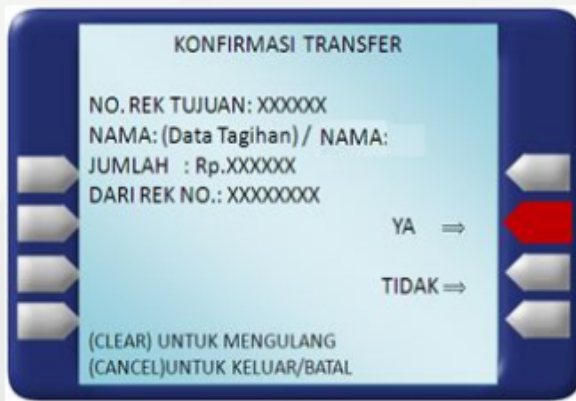 KONFIRMASI TRANSFER
NO. REK TUJUAN: XXXXXX
NAMA: (Data Tagihan) / NAMA:
JUMLAH : Rp.XXXXXX
DARI REK NO.: XXXXXXXX
YA ⇒
TIDAK ⇒
(CLEAR) UNTUK MENGULANG
(CANCEL)UNTUK KELUAR/BATAL